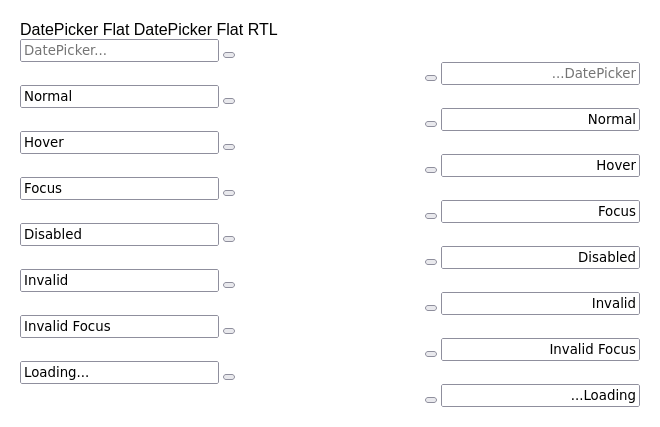 DatePicker Flat DatePicker Flat RTL
DatePicker...
...DatePicker
Normal
Normal
Hover
Hover
Focus
Focus
Disabled
Disabled
Invalid
Invalid
Invalid Focus
Invalid Focus
Loading...
...Loading